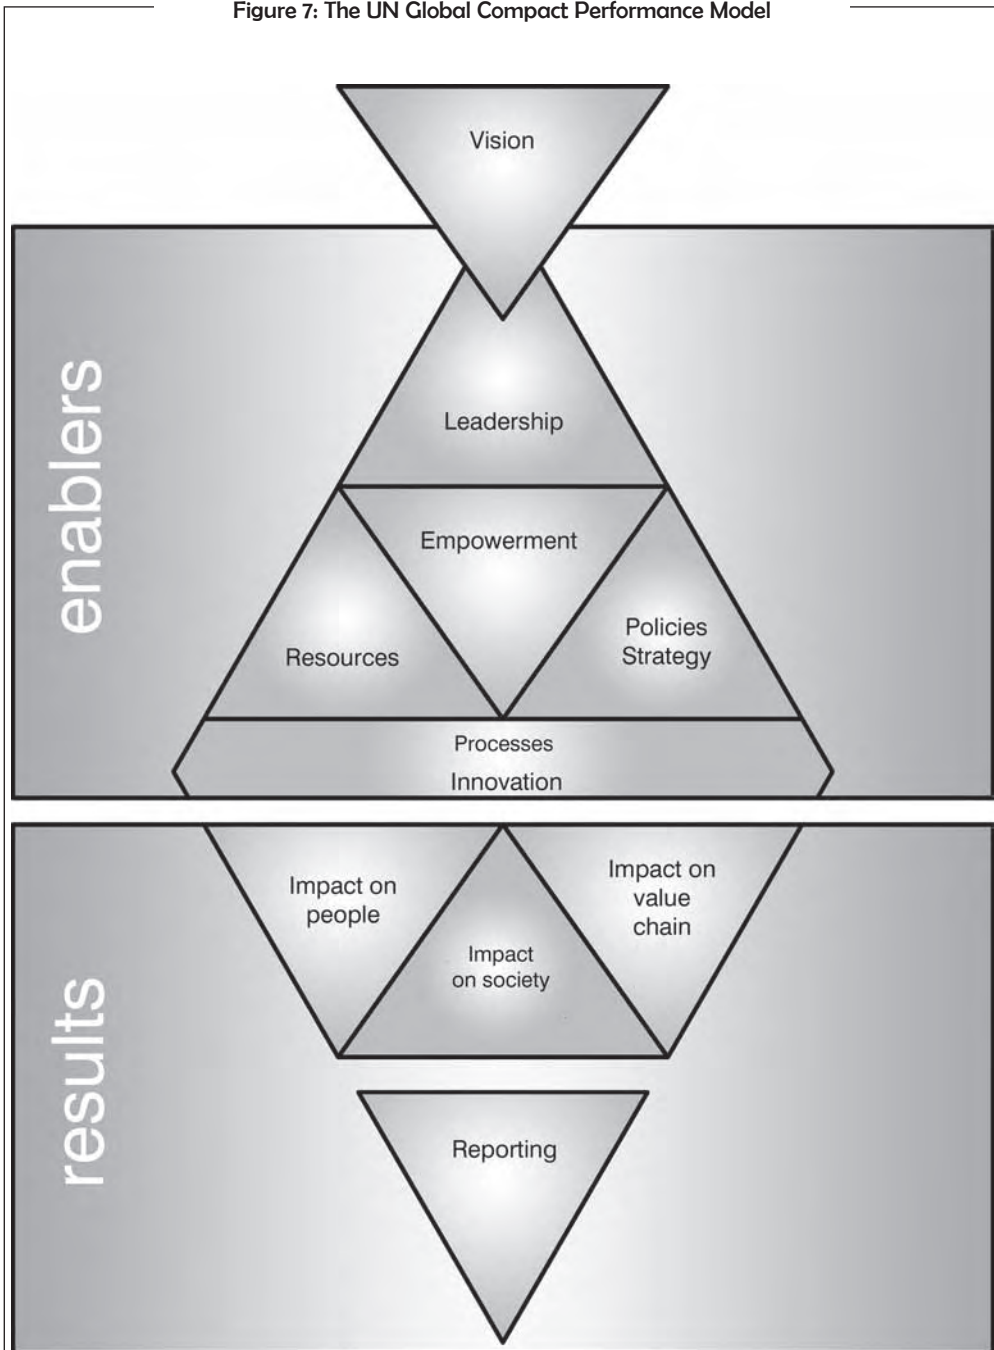 Figure 7: The UN Global Compact Performance Model
Vision
enablers
Leadership
Empowerment
Resources
Policies
Strategy
Processes
Innovation
results
Impact on
people
Impact
on society
Impact on
value
chain
Reporting